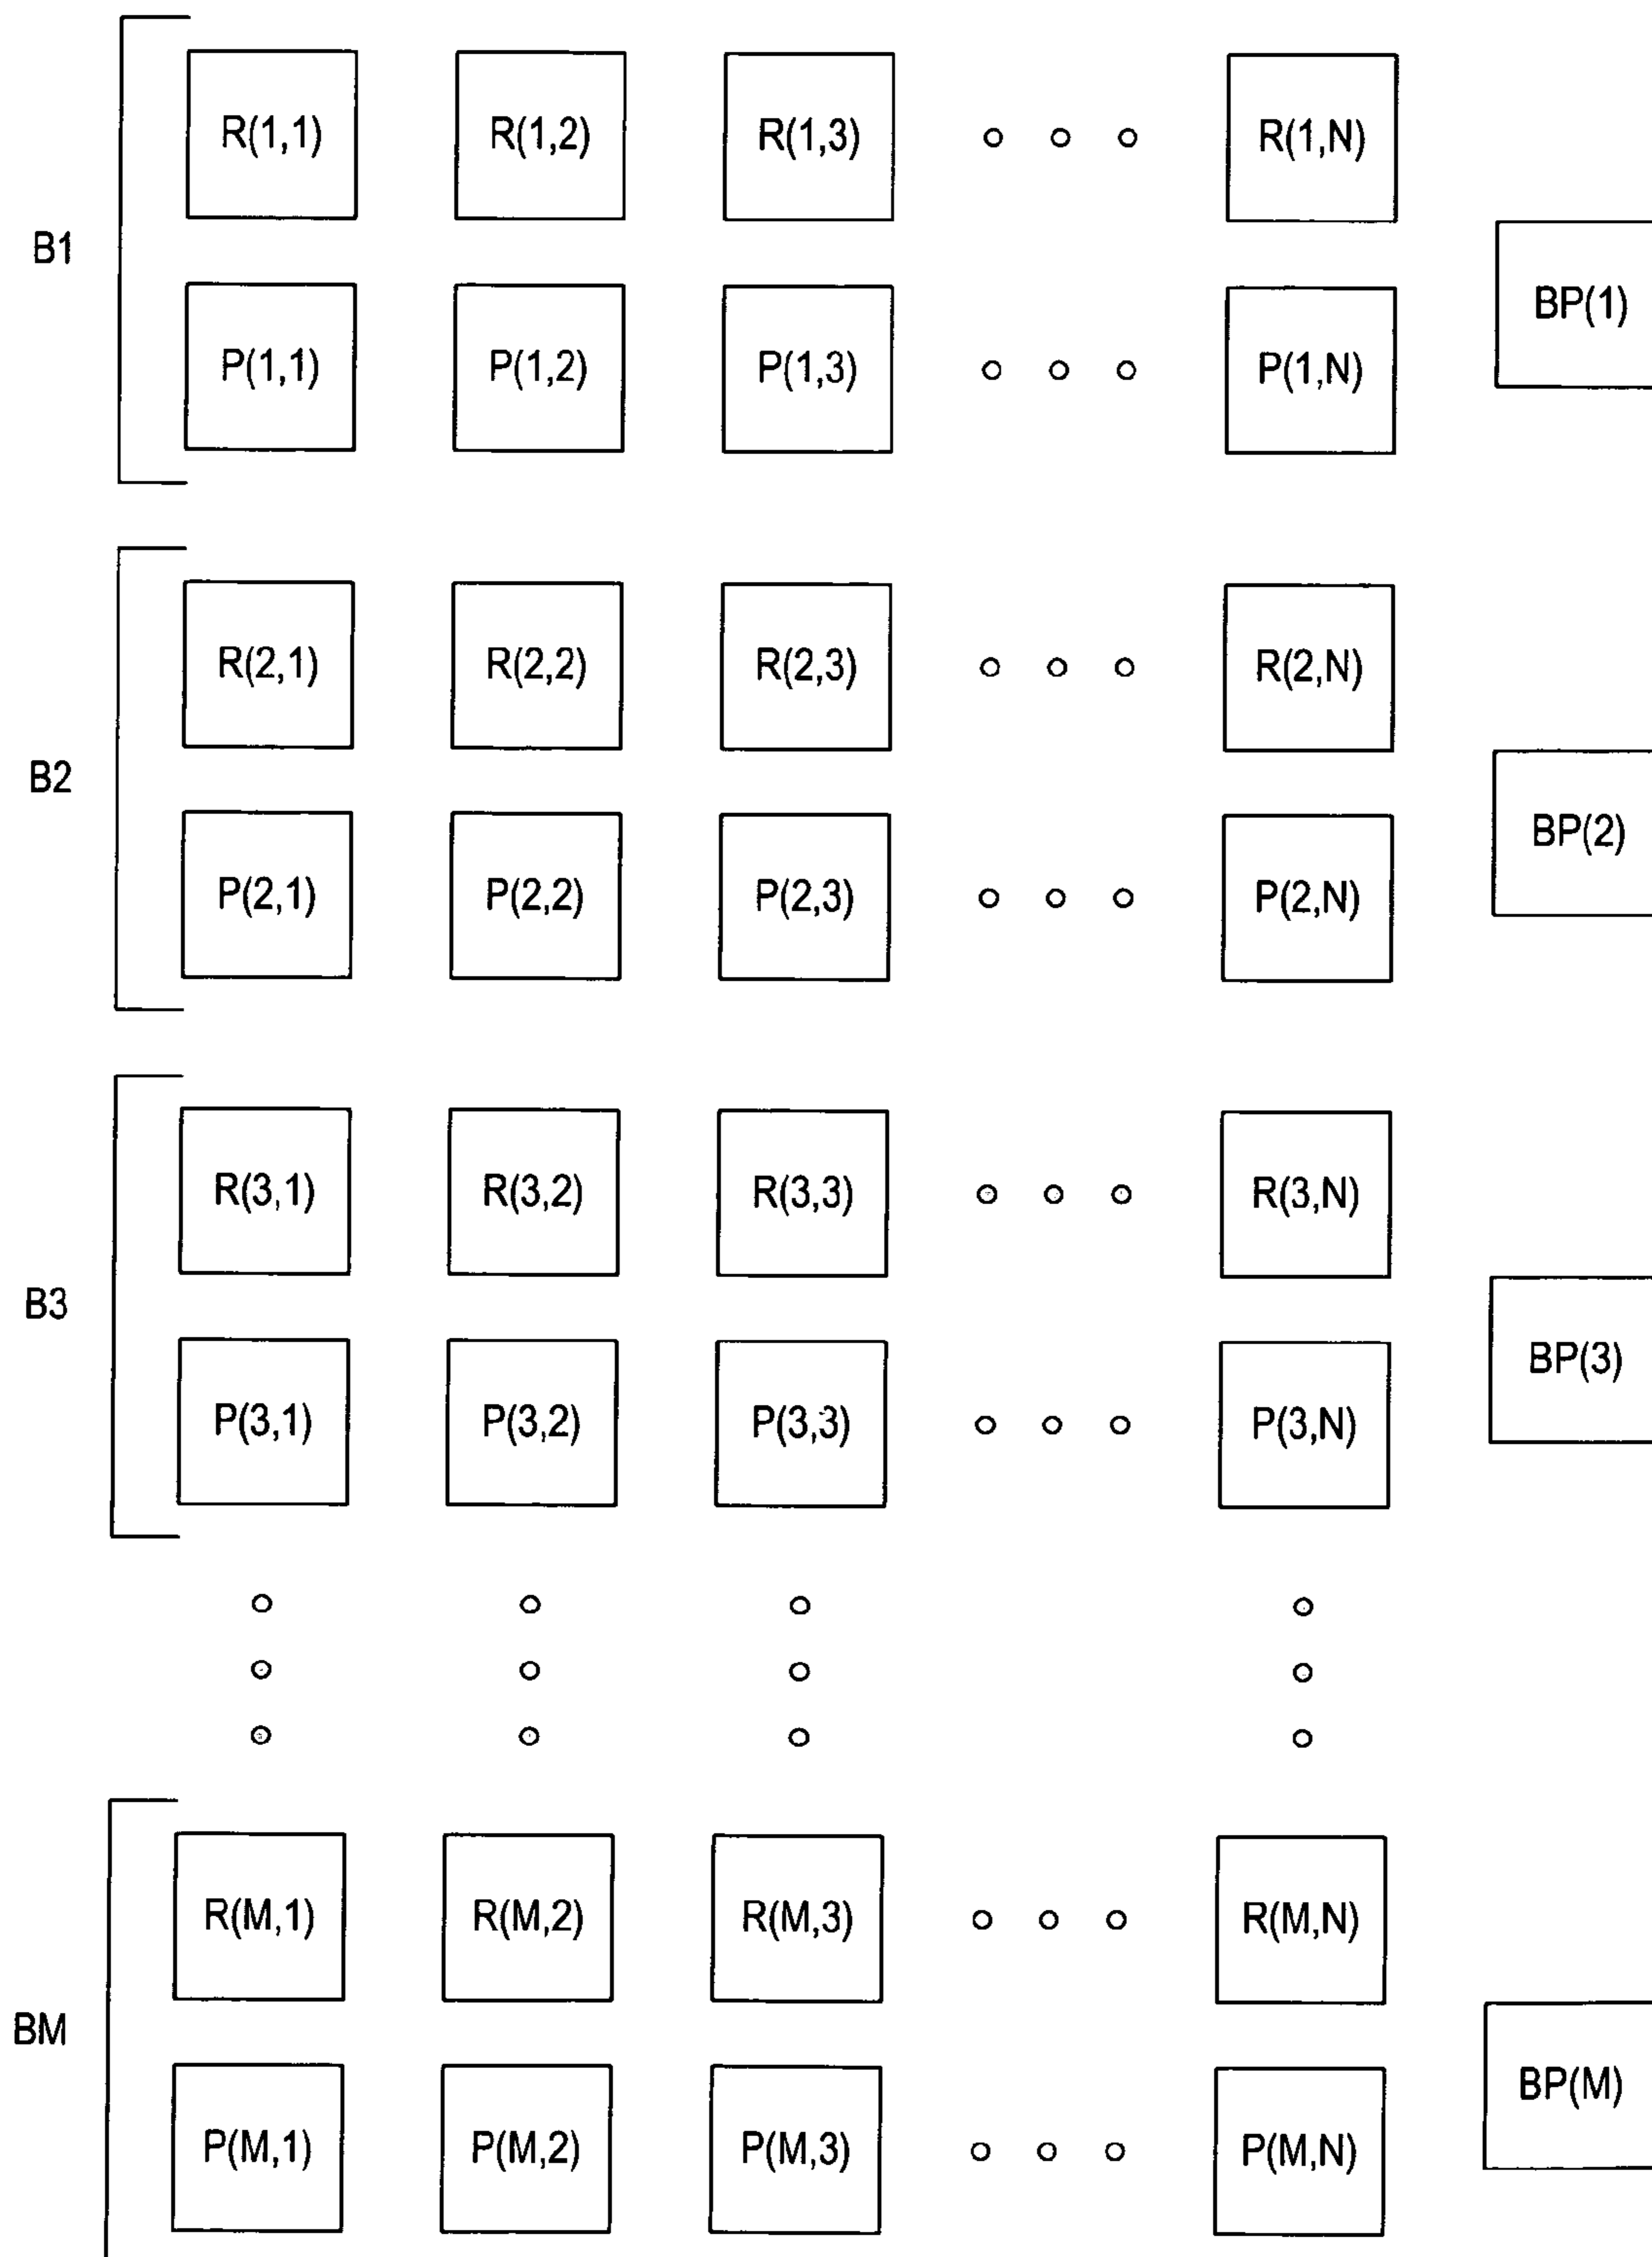 R(1,1) R(1,2) R(1,3) R(1,N)
B1
BP(1)
P(1,1) P(1,2) P(1,3) P(1,N)
R(2,1) R(2,2) R(2,3) R(2,N)
B2
BP(2)
P(2,1) P(2,2) P(2,3) P(2,N)
R(3,1) R(3,2) R(3,3) R(3,N)
B3
BP(3)
P(3,1) P(3,2) P(3,3) P(3,N)
R(M,1) R(M,2) R(M,3) R(M,N)
BM
BP(M)
P(M,1) P(M,2) P(M,3) P(M,N)